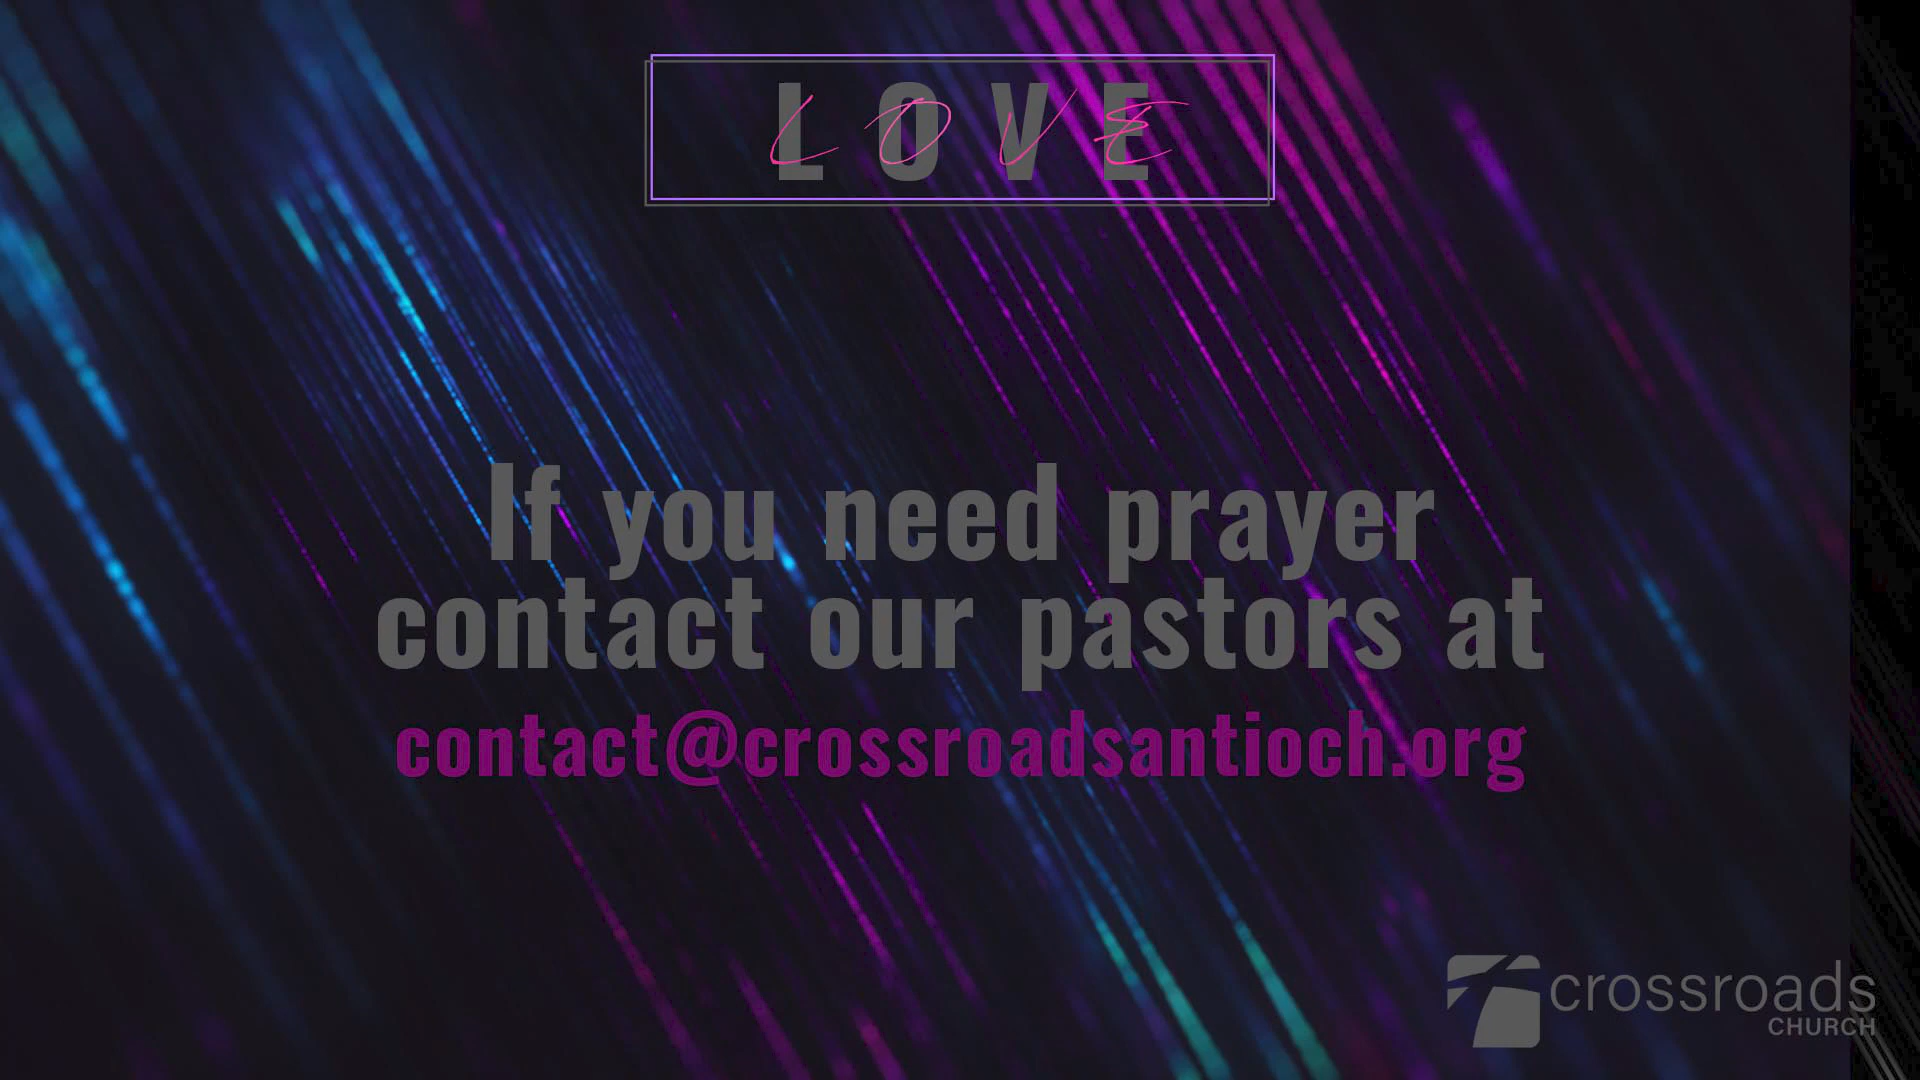 LOVE
LOVE
If you need prayer
contact our pastors at
contact@crossroadsantioch.org
crossroads
CHURCH